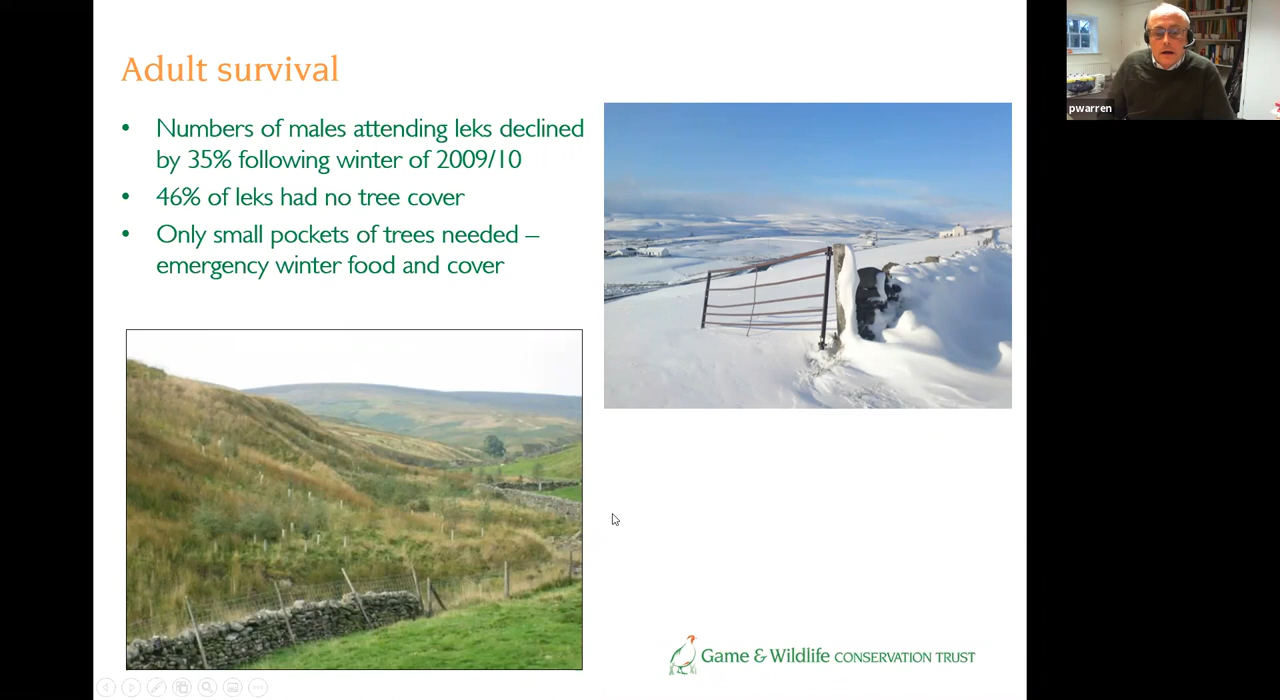 Adult survival
• Numbers of males attending leks declined
by 35% following winter of 2009/10
• 46% of leks had no tree cover
• Only small pockets of trees needed –
emergency winter food and cover
Game & Wildlife CONSERVATION TRUST
pwarren